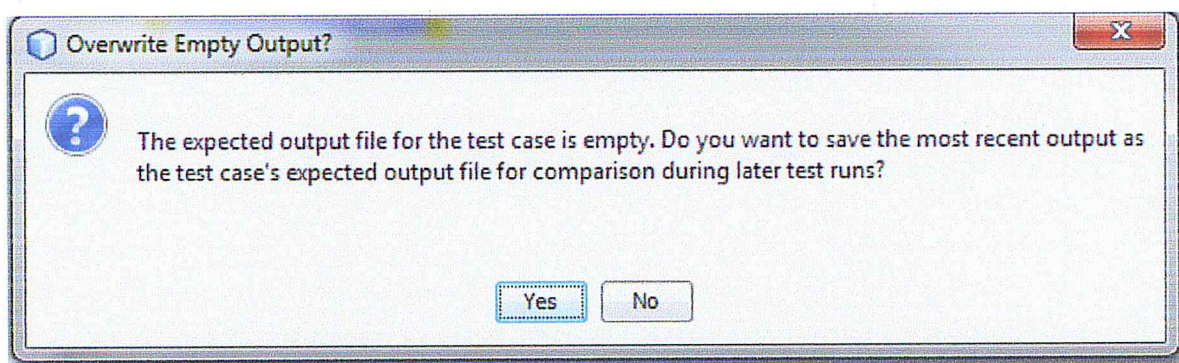 Overwrite Empty Output?
The expected output file for the test case is empty. Do you want to save the most recent output as
the test case's expected output file for comparison during later test runs?
Yes No